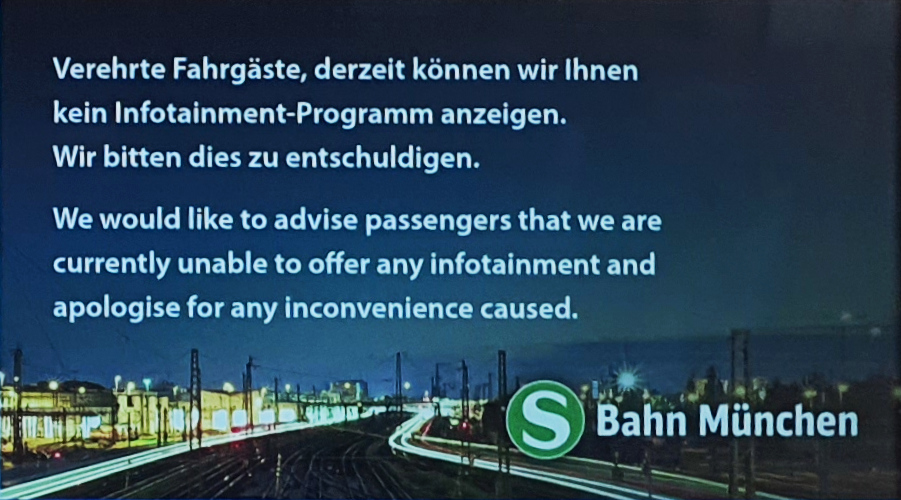 Verehrte Fahrgäste, derzeit können wir Ihnen
kein Infotainment-Programm anzeigen.
Wir bitten dies zu entschuldigen.
We would like to advise passengers that we are
currently unable to offer any infotainment and
apologise for any inconvenience caused.
S Bahn München